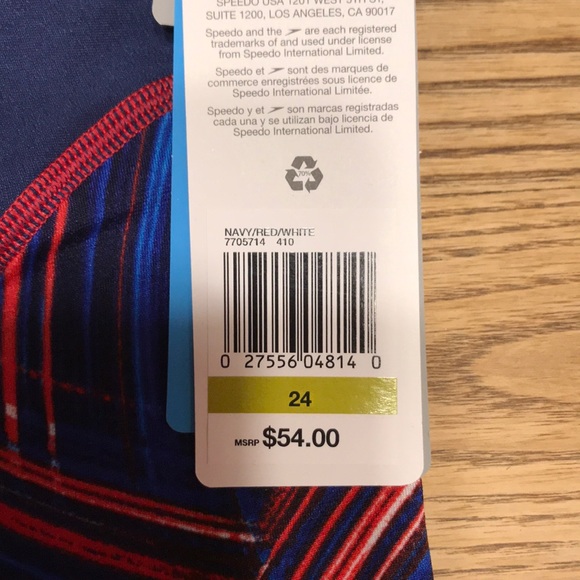 SPEEDO USA 1201 WEST 5TH ST,
SUITE 1200, LOS ANGELES, CA 90017
Speedo and the are each registered
trademarks of and used under license
from Speedo International Limited.
Speedo et sont des marques de
commerce enregistrées sous licence de
Speedo International Limitée.
Speedo y et son marcas registradas
cada una y se utilizan bajo licencia de
Speedo International Limited.
70%
NAVY/RED/WHITE
7705714 410
0 27556 04814 0
24
MSRP $54.00